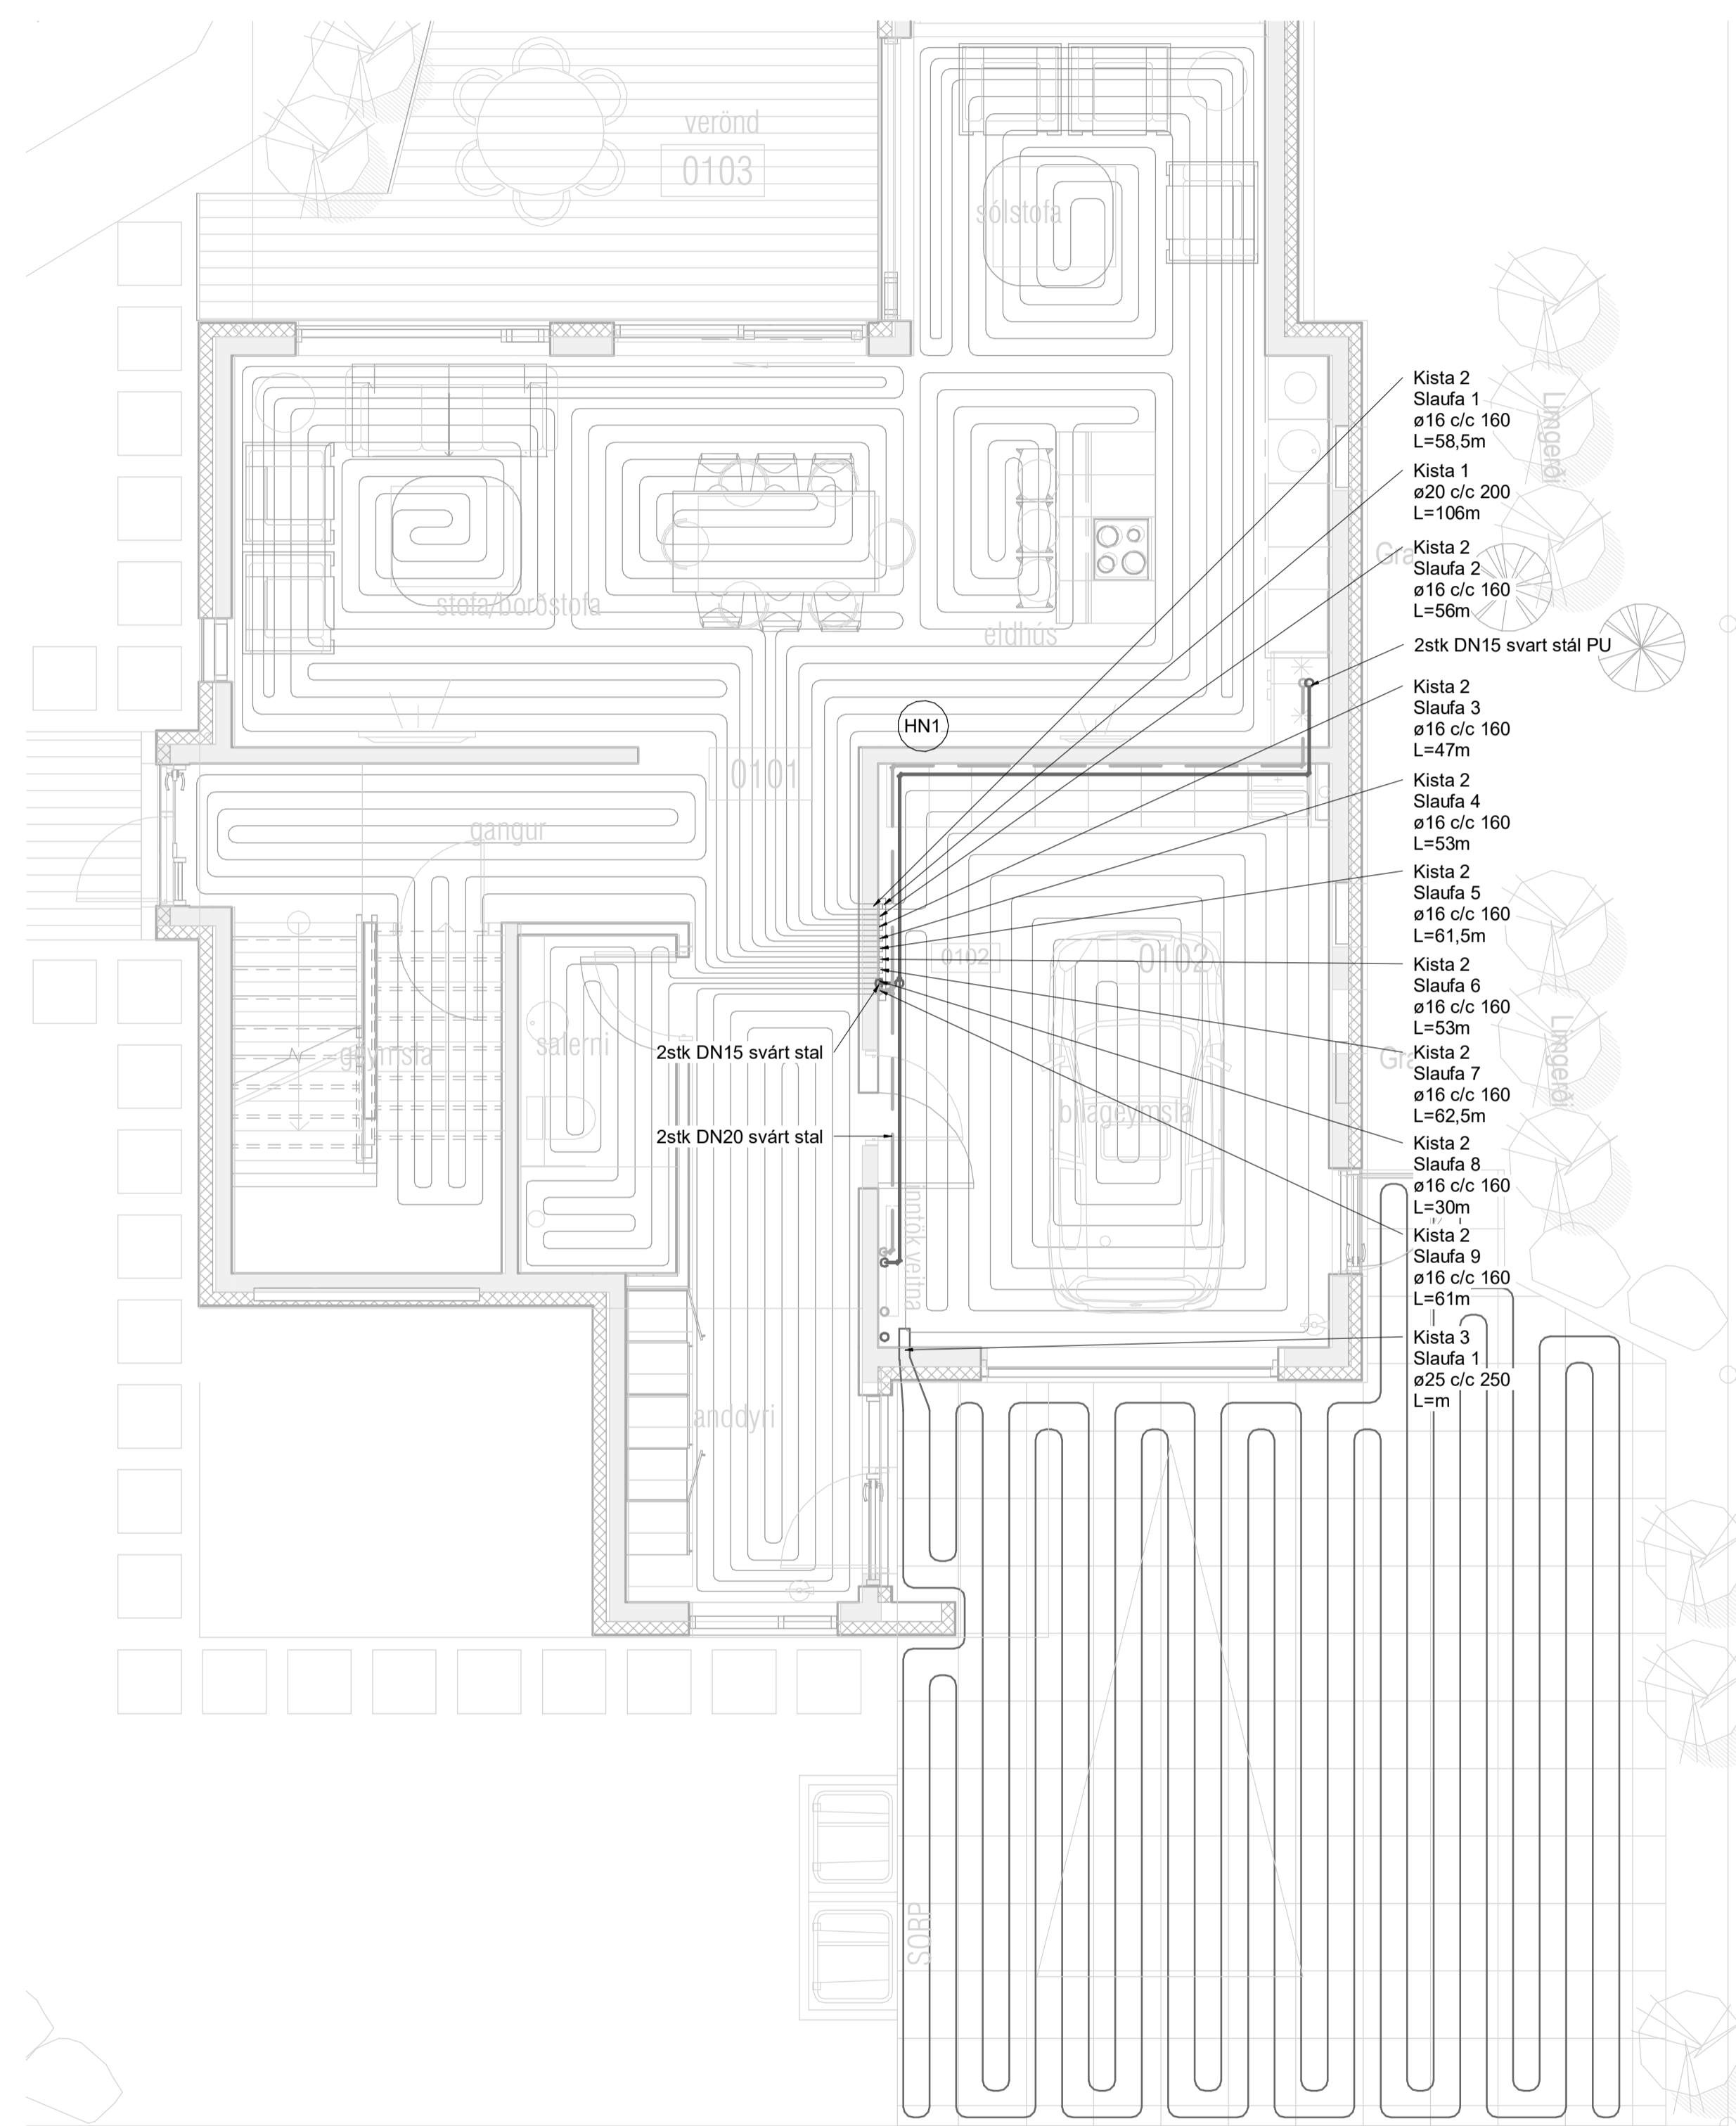 verönd
0103
sólstofa
Kista 2
Slaufa 1
ø16 c/c 160
L=58,5m
Limgerði
Kista 1
ø20 c/c 200
L=106m
Kista 2
Slaufa 2
ø16 c/c 160
L=56m
Gra
stofa/borðstofa
eldhús
2stk DN15 svart stál PU
Kista 2
Slaufa 3
ø16 c/c 160
L=47m
HN1
0101
Kista 2
Slaufa 4
ø16 c/c 160
L=53m
gangur
Kista 2
Slaufa 5
ø16 c/c 160
L=61,5m
0102
0102
Kista 2
Slaufa 6
ø16 c/c 160
L=53m
geymsla
salerni
2stk DN15 svárt stal
Gra
Limgerði
Kista 2
Slaufa 7
ø16 c/c 160
L=62,5m
bílageymsla
2stk DN20 svárt stal
Kista 2
Slaufa 8
ø16 c/c 160
L=30m
inntök veitna
Kista 2
Slaufa 9
ø16 c/c 160
L=61m
Kista 3
Slaufa 1
ø25 c/c 250
L=m
anddyri
SORP